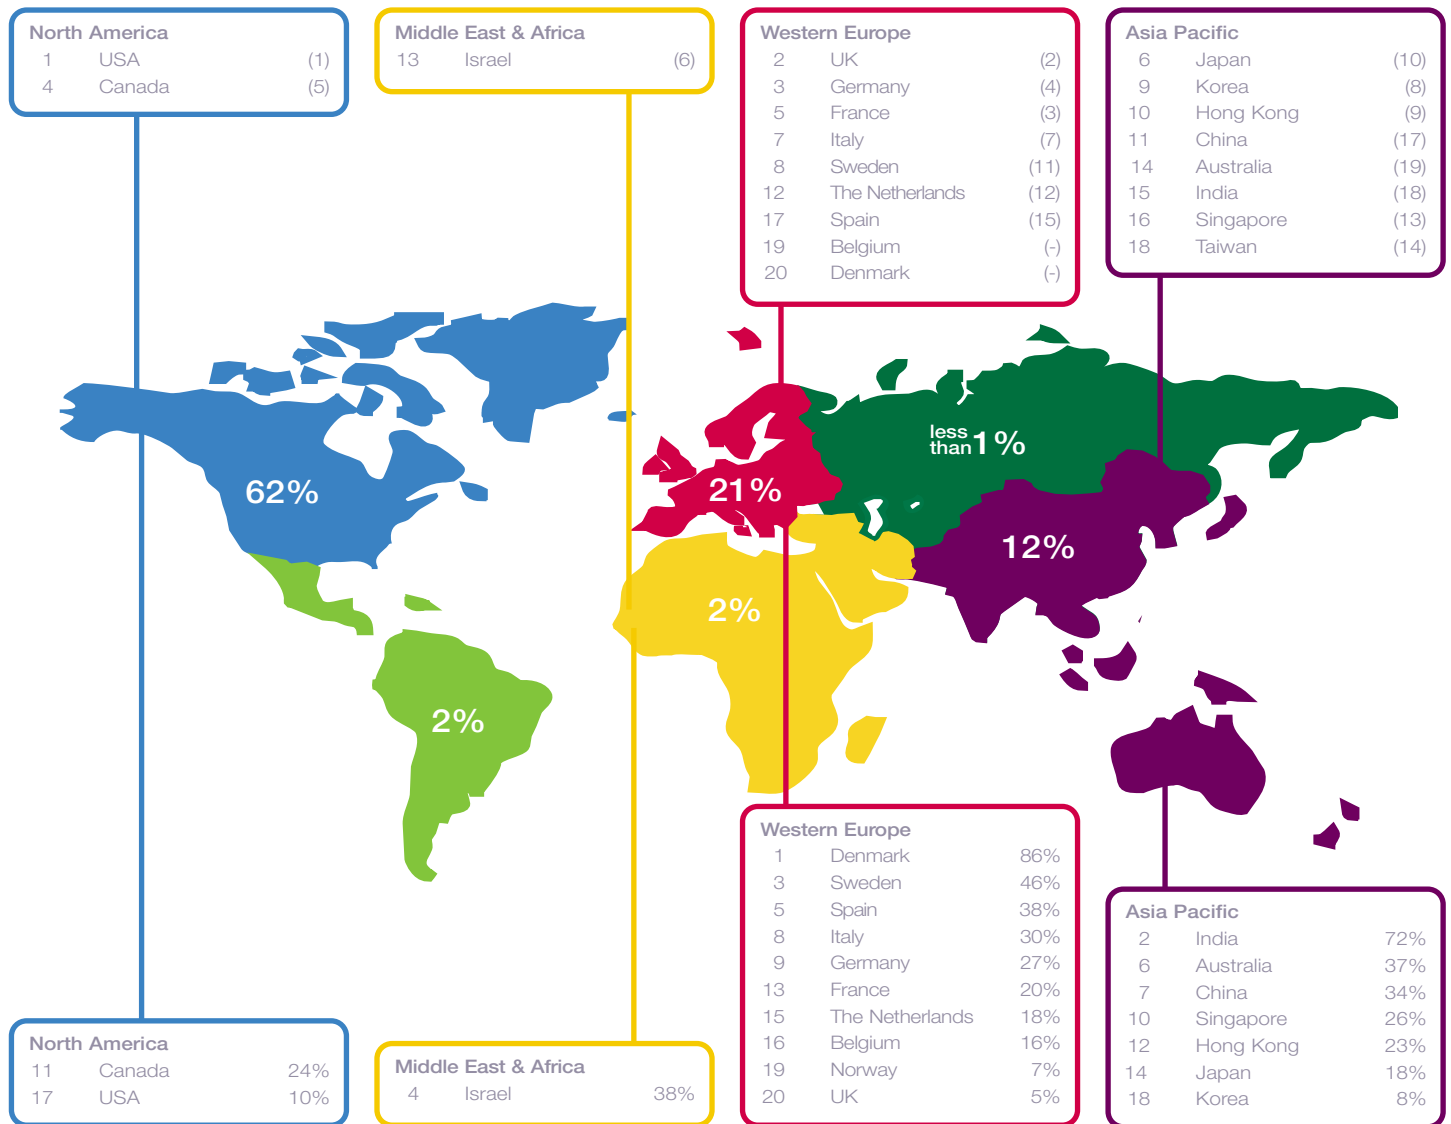 North America
1 USA (1)
4 Canada (5)
Middle East & Africa
13 Israel (6)
Western Europe
2 UK (2)
3 Germany (4)
5 France (3)
7 Italy (7)
8 Sweden (11)
12 The Netherlands (12)
17 Spain (15)
19 Belgium (-)
20 Denmark (-)
Asia Pacific
6 Japan (10)
9 Korea (8)
10 Hong Kong (9)
11 China (17)
14 Australia (19)
15 India (18)
16 Singapore (13)
18 Taiwan (14)
less
than 1%
62%
21%
12%
2%
2%
Western Europe
1 Denmark 86%
3 Sweden 46%
5 Spain 38%
8 Italy 30%
9 Germany 27%
13 France 20%
15 The Netherlands 18%
16 Belgium 16%
19 Norway 7%
20 UK 5%
Asia Pacific
2 India 72%
6 Australia 37%
7 China 34%
10 Singapore 26%
12 Hong Kong 23%
14 Japan 18%
18 Korea 8%
North America
11 Canada 24%
17 USA 10%
Middle East & Africa
4 Israel 38%